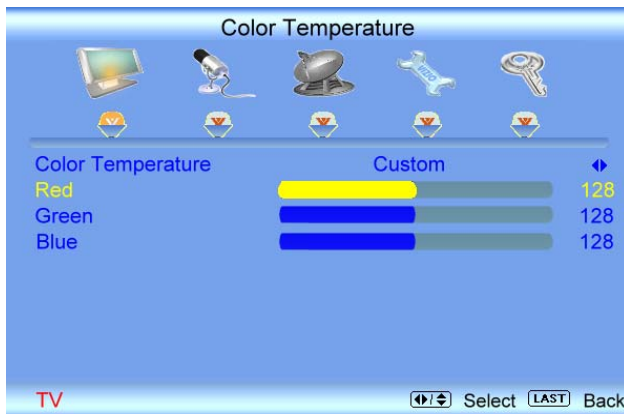 Color Temperature
Color Temperature Custom
Red 128
Green 128
Blue 128
TV Select LAST Back